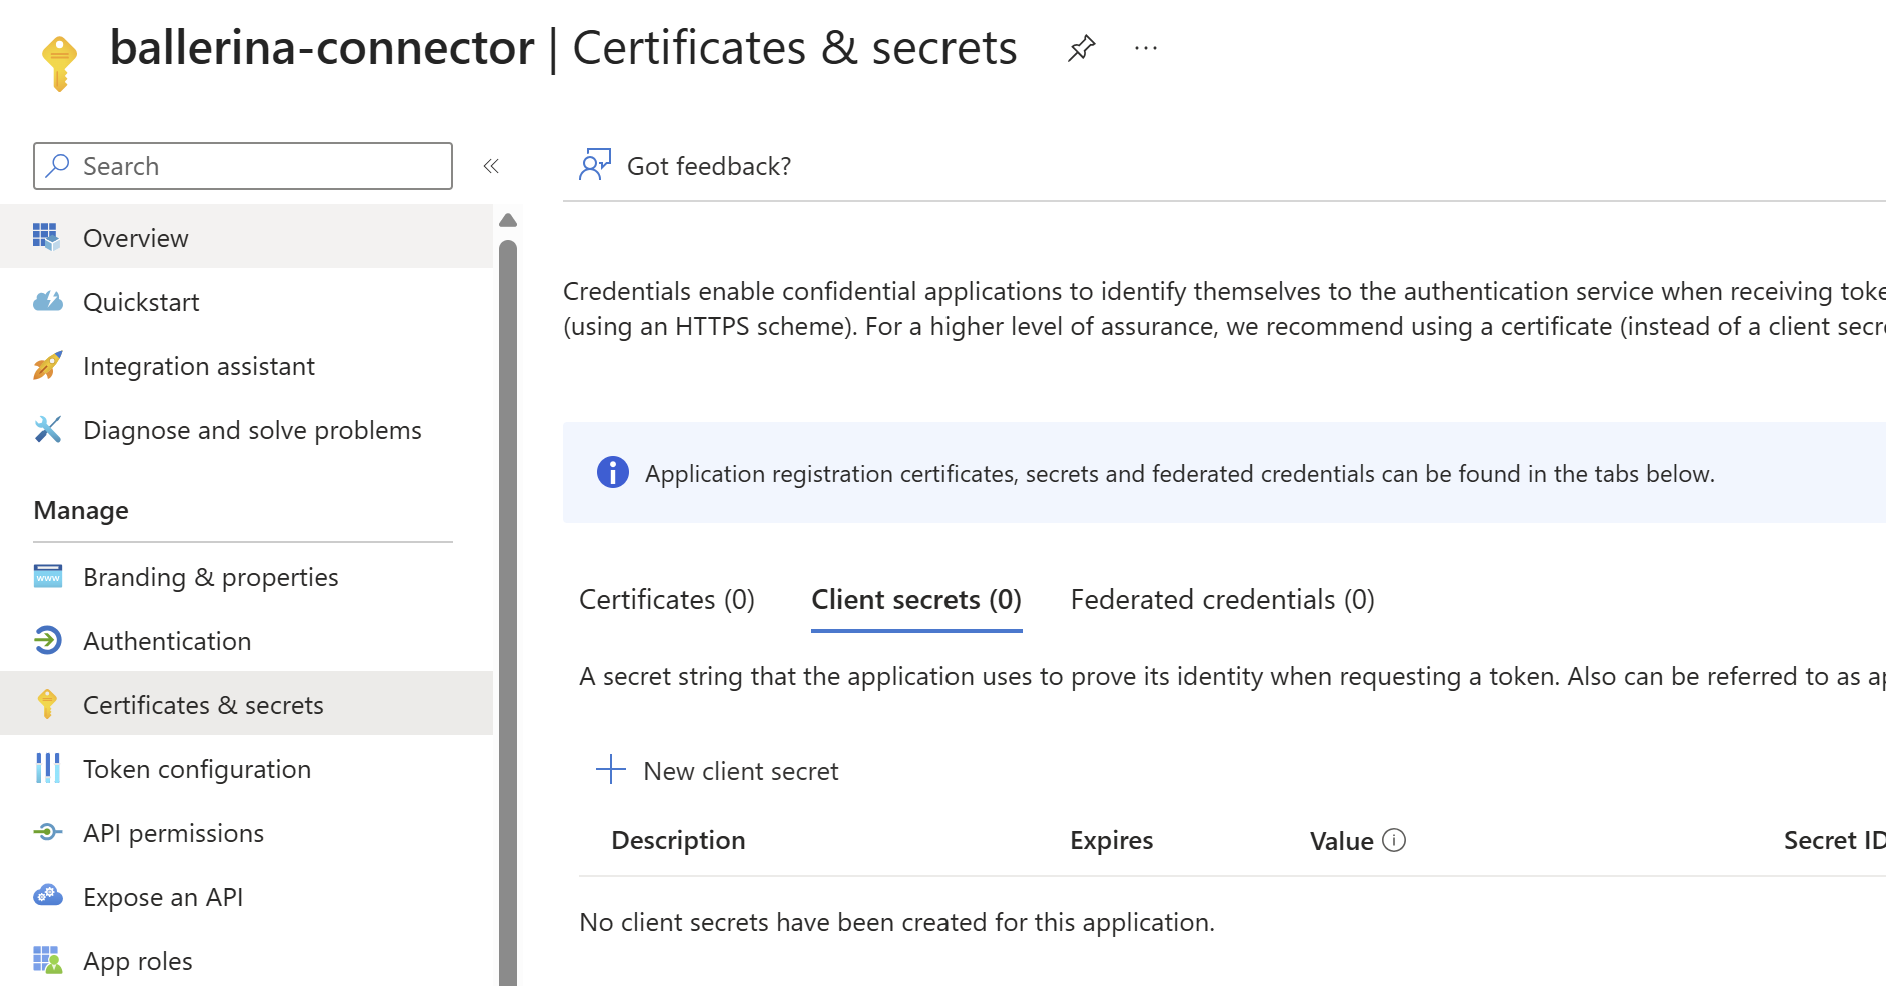 ballerina-connector | Certificates & secrets
Search
Got feedback?
Overview
Quickstart
Integration assistant
Diagnose and solve problems
Manage
Branding & properties
Authentication
Certificates & secrets
Token configuration
API permissions
Expose an API
App roles
Credentials enable confidential applications to identify themselves to the authentication service when receiving
(using an HTTPS scheme). For a higher level of assurance, we recommend using a certificate (instead of a client
Application registration certificates, secrets and federated credentials can be found in the tabs below.
Certificates (0) Client secrets (0) Federated credentials (0)
A secret string that the application uses to prove its identity when requesting a token. Also can be referred to as
New client secret
Description Expires Value Secret ID
No client secrets have been created for this application.